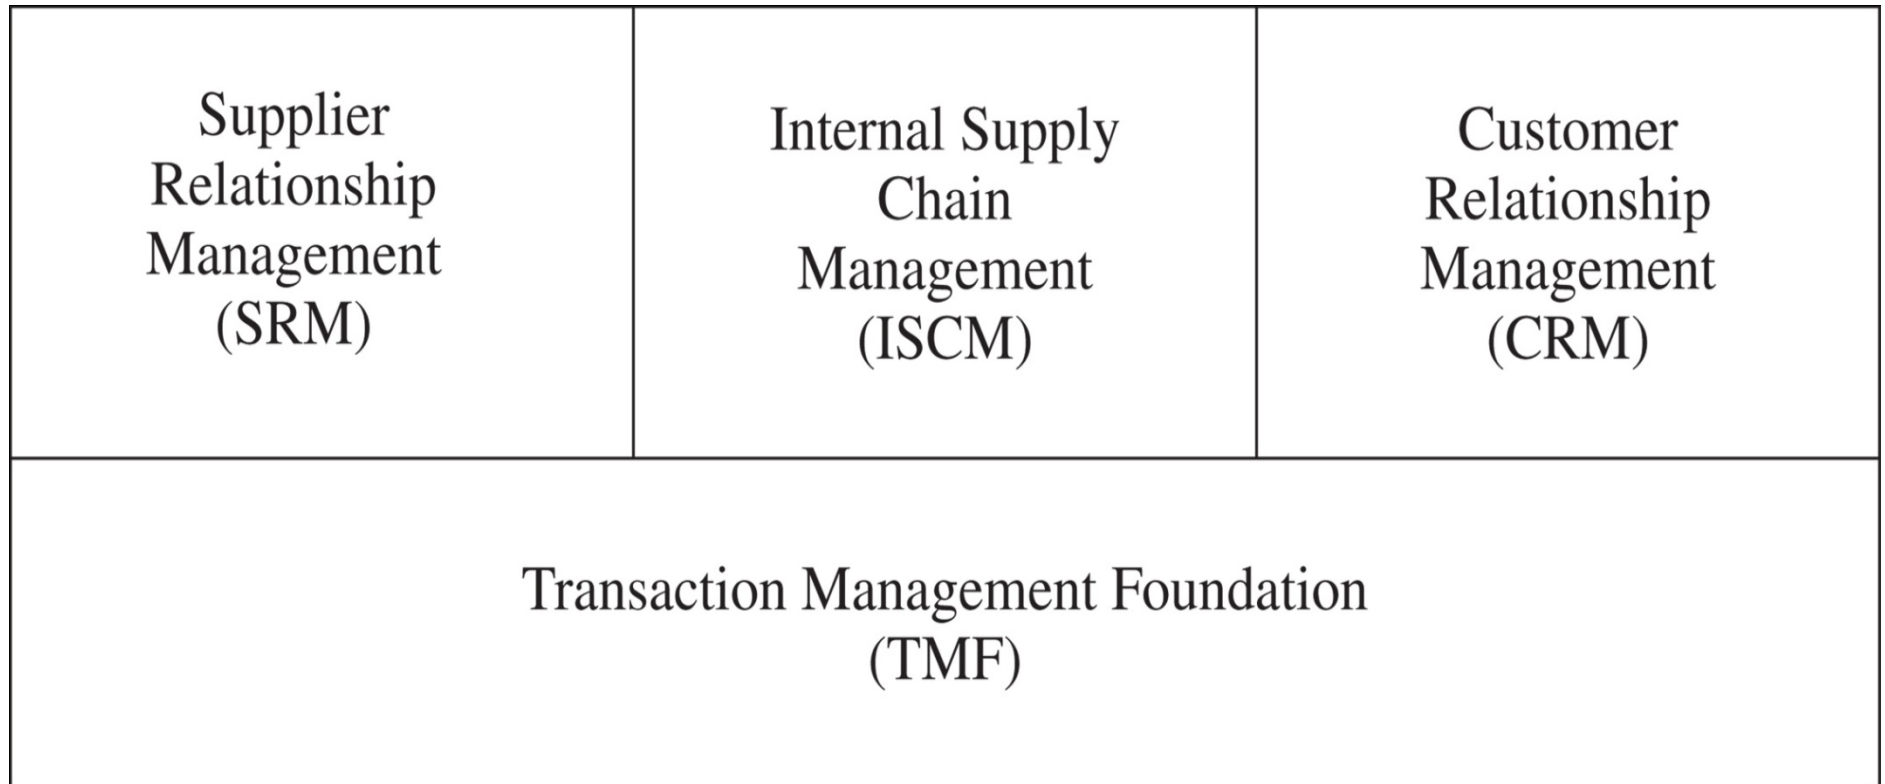 Supplier
Relationship
Management
(SRM)
Internal Supply
Chain
Management
(ISCM)
Customer
Relationship
Management
(CRM)
Transaction Management Foundation
(TMF)